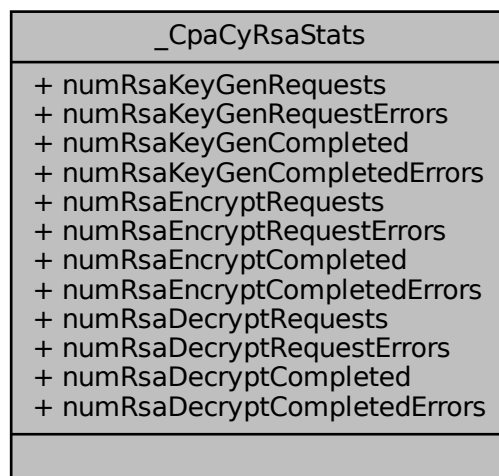 _CpaCyRsaStats
+ numRsaKeyGenRequests
+ numRsaKeyGenRequestErrors
+ numRsaKeyGenCompleted
+ numRsaKeyGenCompletedErrors
+ numRsaEncryptRequests
+ numRsaEncryptRequestErrors
+ numRsaEncryptCompleted
+ numRsaEncryptCompletedErrors
+ numRsaDecryptRequests
+ numRsaDecryptRequestErrors
+ numRsaDecryptCompleted
+ numRsaDecryptCompletedErrors